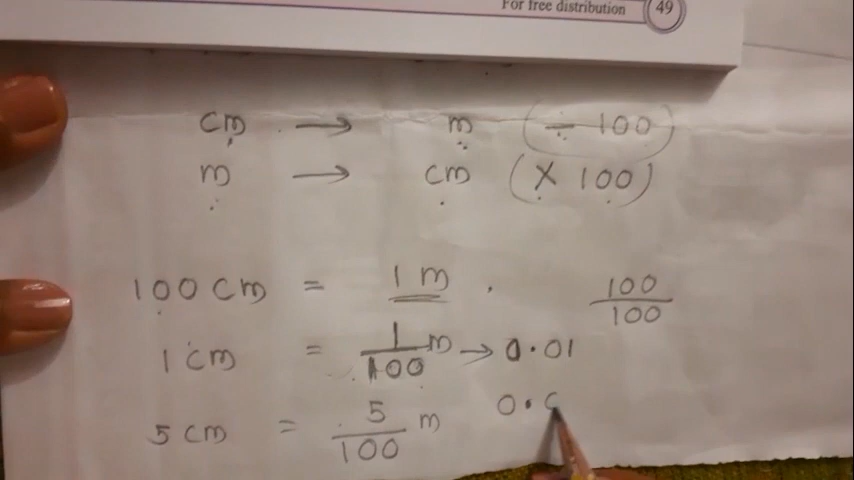 For free distribution 49
cm → m (÷ 100)
m → cm (× 100)
100 cm = 1 m . 100/100
1 cm = 1/100 m → 0.01
5 cm = 5/100 m 0.